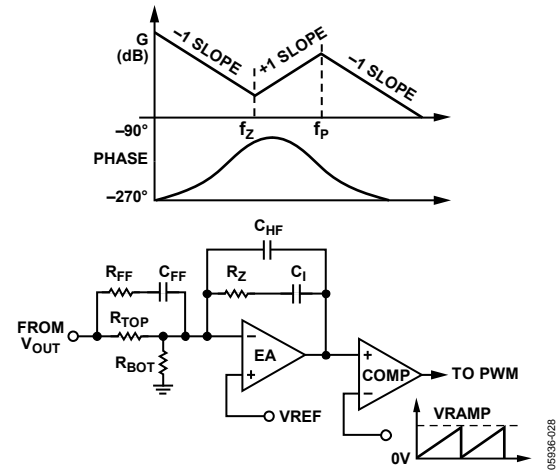 G
(dB)
–1 SLOPE
+1 SLOPE
–1 SLOPE
–90°
fZ
fP
PHASE
–270°
CHF
RFF
CFF
RZ
CI
RTOP
FROM
VOUT
RBOT
–
EA
+
+
COMP
–
TO PWM
VREF
VRAMP
0V
05936-028